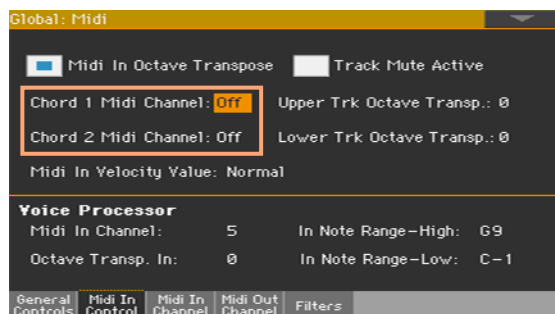 Global: Midi
Midi In Octave Transpose Track Mute Active
Chord 1 Midi Channel: Off Upper Trk Octave Transp.: 0
Chord 2 Midi Channel: Off Lower Trk Octave Transp.: 0
Midi In Velocity Value: Normal
Voice Processor
Midi In Channel: 5 In Note Range-High: G9
Octave Transp. In: 0 In Note Range-Low: C-1
General Midi In Midi In Midi Out
Controls Control Channel Channel Filters